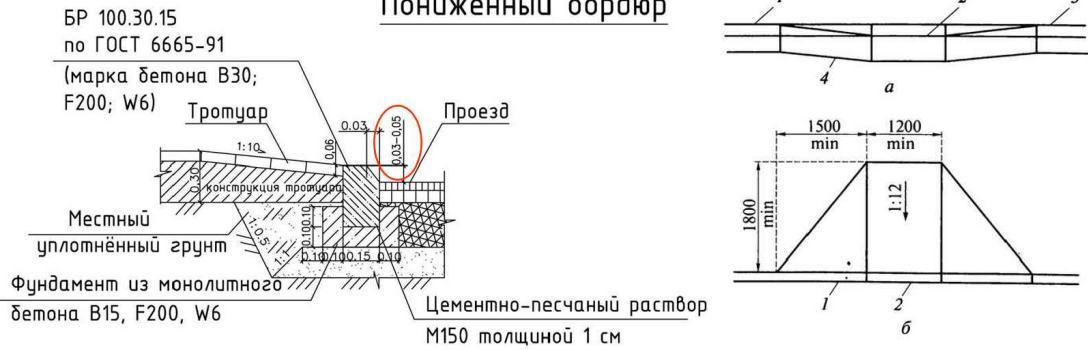 Пониженный бордюр
БР 100.30.15
по ГОСТ 6665-91
(марка бетона В30;
F200; W6)
Тротуар
Проезд
0.03
0,03-0,05
0,06
1:10
0.30
конструкция тротуара
Местный
уплотнённый грунт
1:0.5
0.10
0.10
0.10
0.10
0.15
0.10
Фундамент из монолитного
бетона В15, F200, W6
Цементно-песчаный раствор
М150 толщиной 1 см
2
4
а
1500
min
1200
min
1800
min
1:12
1
2
б